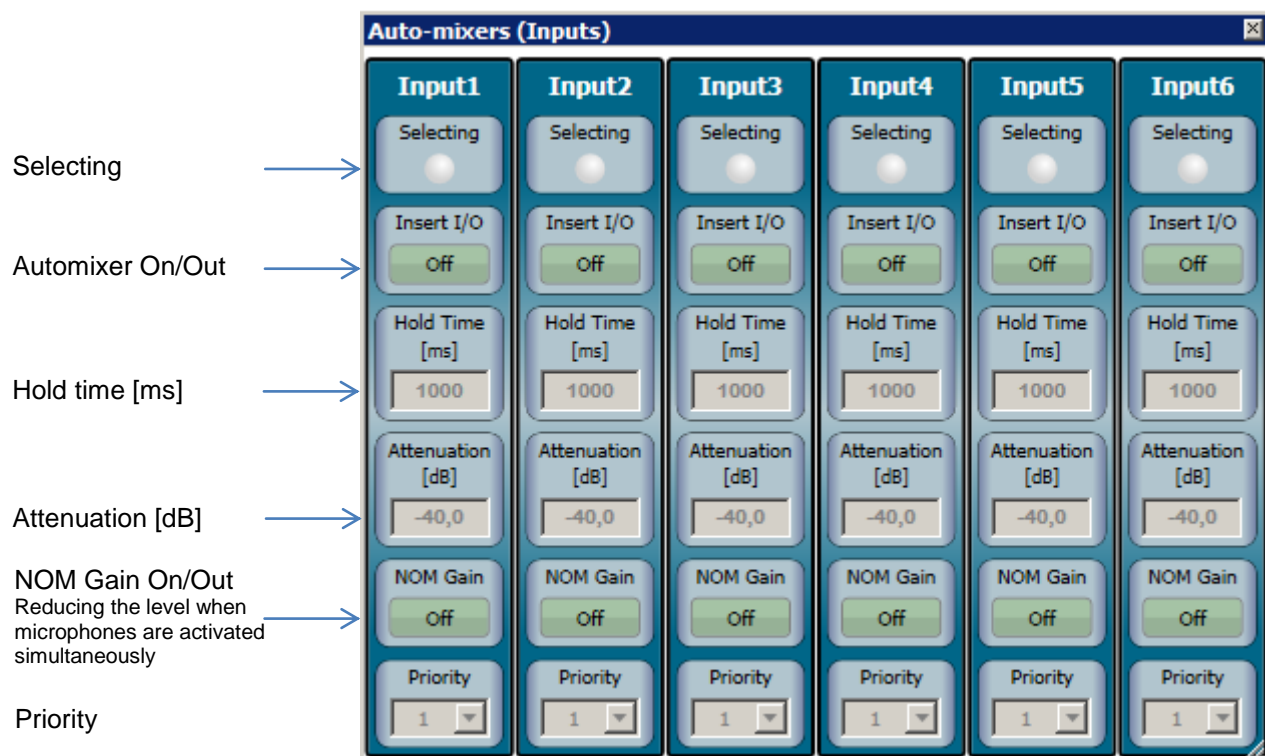 Auto-mixers (Inputs)
Input1 Input2 Input3 Input4 Input5 Input6
Selecting Selecting Selecting Selecting Selecting Selecting Selecting
Insert I/O Insert I/O Insert I/O Insert I/O Insert I/O Insert I/O
Automixer On/Out Off Off Off Off Off Off
Hold Time Hold Time Hold Time Hold Time Hold Time Hold Time
[ms] [ms] [ms] [ms] [ms] [ms]
Hold time [ms] 1000 1000 1000 1000 1000 1000
Attenuation Attenuation Attenuation Attenuation Attenuation Attenuation
[dB] [dB] [dB] [dB] [dB] [dB]
Attenuation [dB] -40,0 -40,0 -40,0 -40,0 -40,0 -40,0
NOM Gain On/Out NOM Gain NOM Gain NOM Gain NOM Gain NOM Gain NOM Gain
Reducing the level when
microphones are activated Off Off Off Off Off Off
simultaneously
Priority Priority Priority Priority Priority Priority
Priority 1 1 1 1 1 1